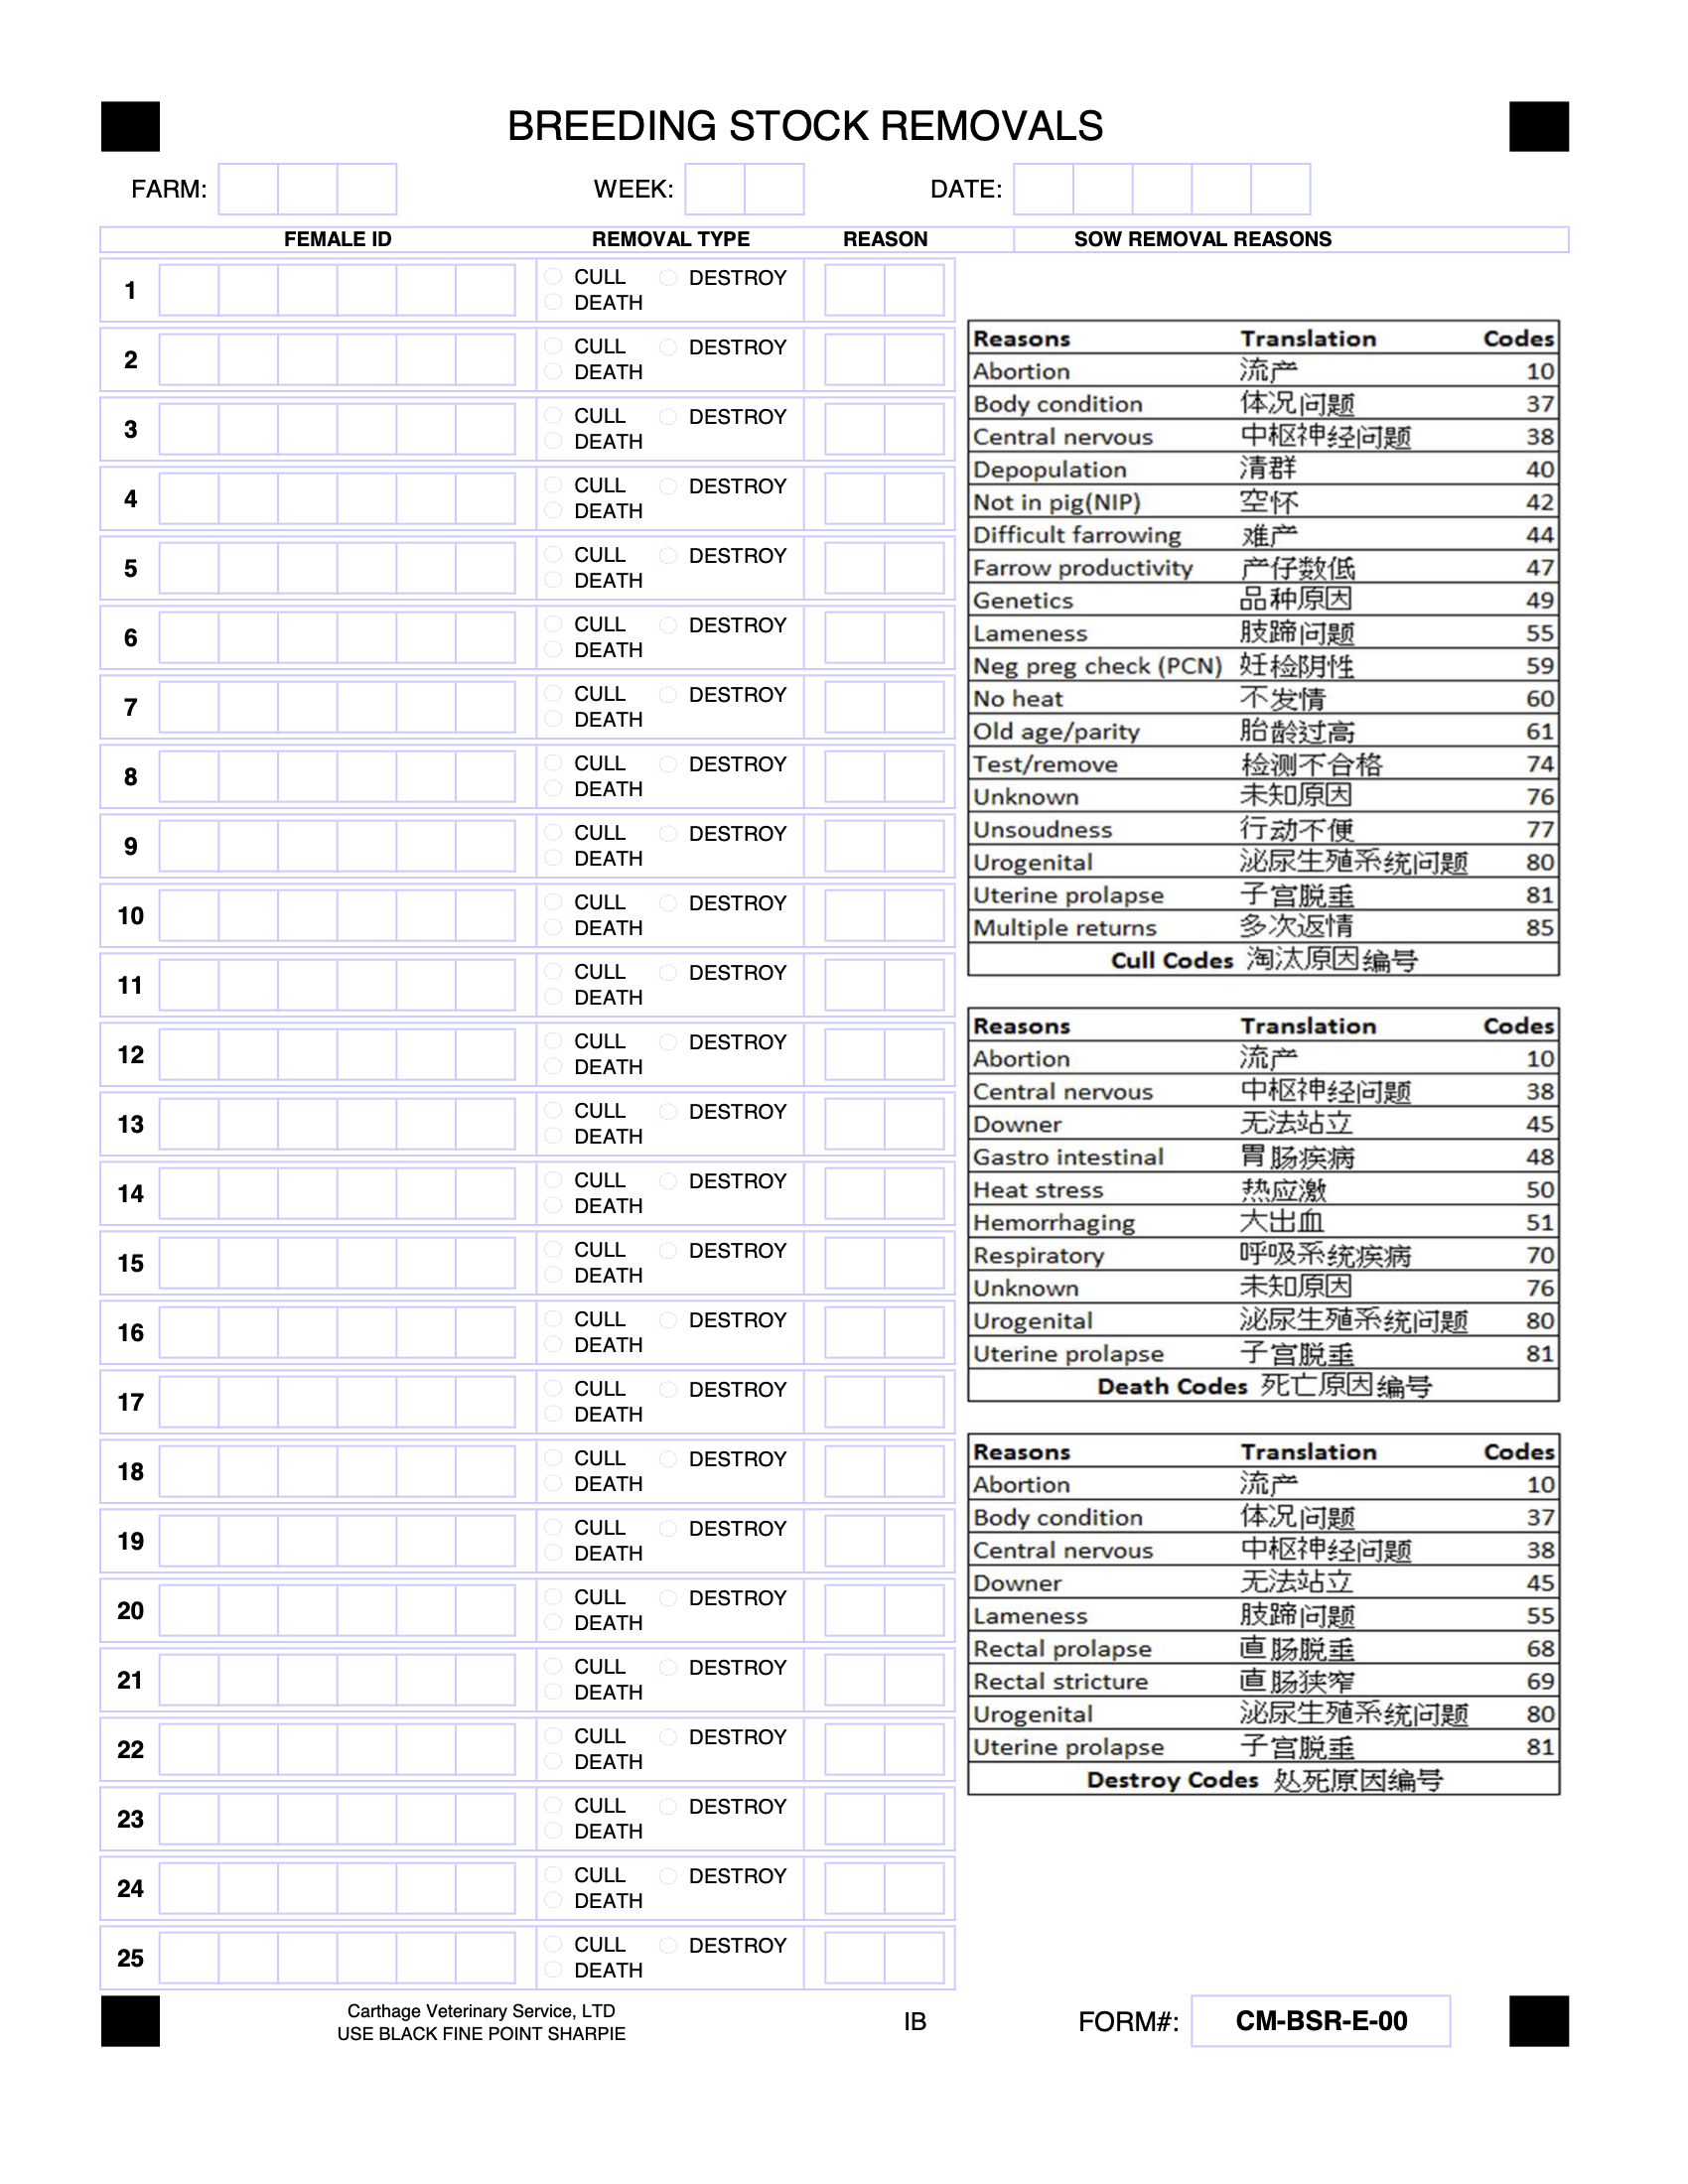 BREEDING STOCK REMOVALS
FARM: WEEK: DATE:
FEMALE ID REMOVAL TYPE REASON SOW REMOVAL REASONS
1 CULL DESTROY
DEATH
2 CULL DESTROY
DEATH
3 CULL DESTROY
DEATH
4 CULL DESTROY
DEATH
5 CULL DESTROY
DEATH
6 CULL DESTROY
DEATH
7 CULL DESTROY
DEATH
8 CULL DESTROY
DEATH
9 CULL DESTROY
DEATH
10 CULL DESTROY
DEATH
11 CULL DESTROY
DEATH
12 CULL DESTROY
DEATH
13 CULL DESTROY
DEATH
14 CULL DESTROY
DEATH
15 CULL DESTROY
DEATH
16 CULL DESTROY
DEATH
17 CULL DESTROY
DEATH
18 CULL DESTROY
DEATH
19 CULL DESTROY
DEATH
20 CULL DESTROY
DEATH
21 CULL DESTROY
DEATH
22 CULL DESTROY
DEATH
23 CULL DESTROY
DEATH
24 CULL DESTROY
DEATH
25 CULL DESTROY
DEATH
Reasons Translation Codes
Abortion 流产 10
Body condition 体况问题 37
Central nervous 中枢神经问题 38
Depopulation 清群 40
Not in pig(NIP) 空怀 42
Difficult farrowing 难产 44
Farrow productivity 产仔数低 47
Genetics 品种原因 49
Lameness 肢蹄问题 55
Neg preg check (PCN) 妊检阴性 59
No heat 不发情 60
Old age/parity 胎龄过高 61
Test/remove 检测不合格 74
Unknown 未知原因 76
Unsoudness 行动不便 77
Urogenital 泌尿生殖系统问题 80
Uterine prolapse 子宫脱垂 81
Multiple returns 多次返情 85
Cull Codes 淘汰原因编号
Reasons Translation Codes
Abortion 流产 10
Central nervous 中枢神经问题 38
Downer 无法站立 45
Gastro intestinal 胃肠疾病 48
Heat stress 热应激 50
Hemorrhaging 大出血 51
Respiratory 呼吸系统疾病 70
Unknown 未知原因 76
Urogenital 泌尿生殖系统问题 80
Uterine prolapse 子宫脱垂 81
Death Codes 死亡原因编号
Reasons Translation Codes
Abortion 流产 10
Body condition 体况问题 37
Central nervous 中枢神经问题 38
Downer 无法站立 45
Lameness 肢蹄问题 55
Rectal prolapse 直肠脱垂 68
Rectal stricture 直肠狭窄 69
Urogenital 泌尿生殖系统问题 80
Uterine prolapse 子宫脱垂 81
Destroy Codes 处死原因编号
Carthage Veterinary Service, LTD
USE BLACK FINE POINT SHARPIE
IB
FORM#: CM-BSR-E-00